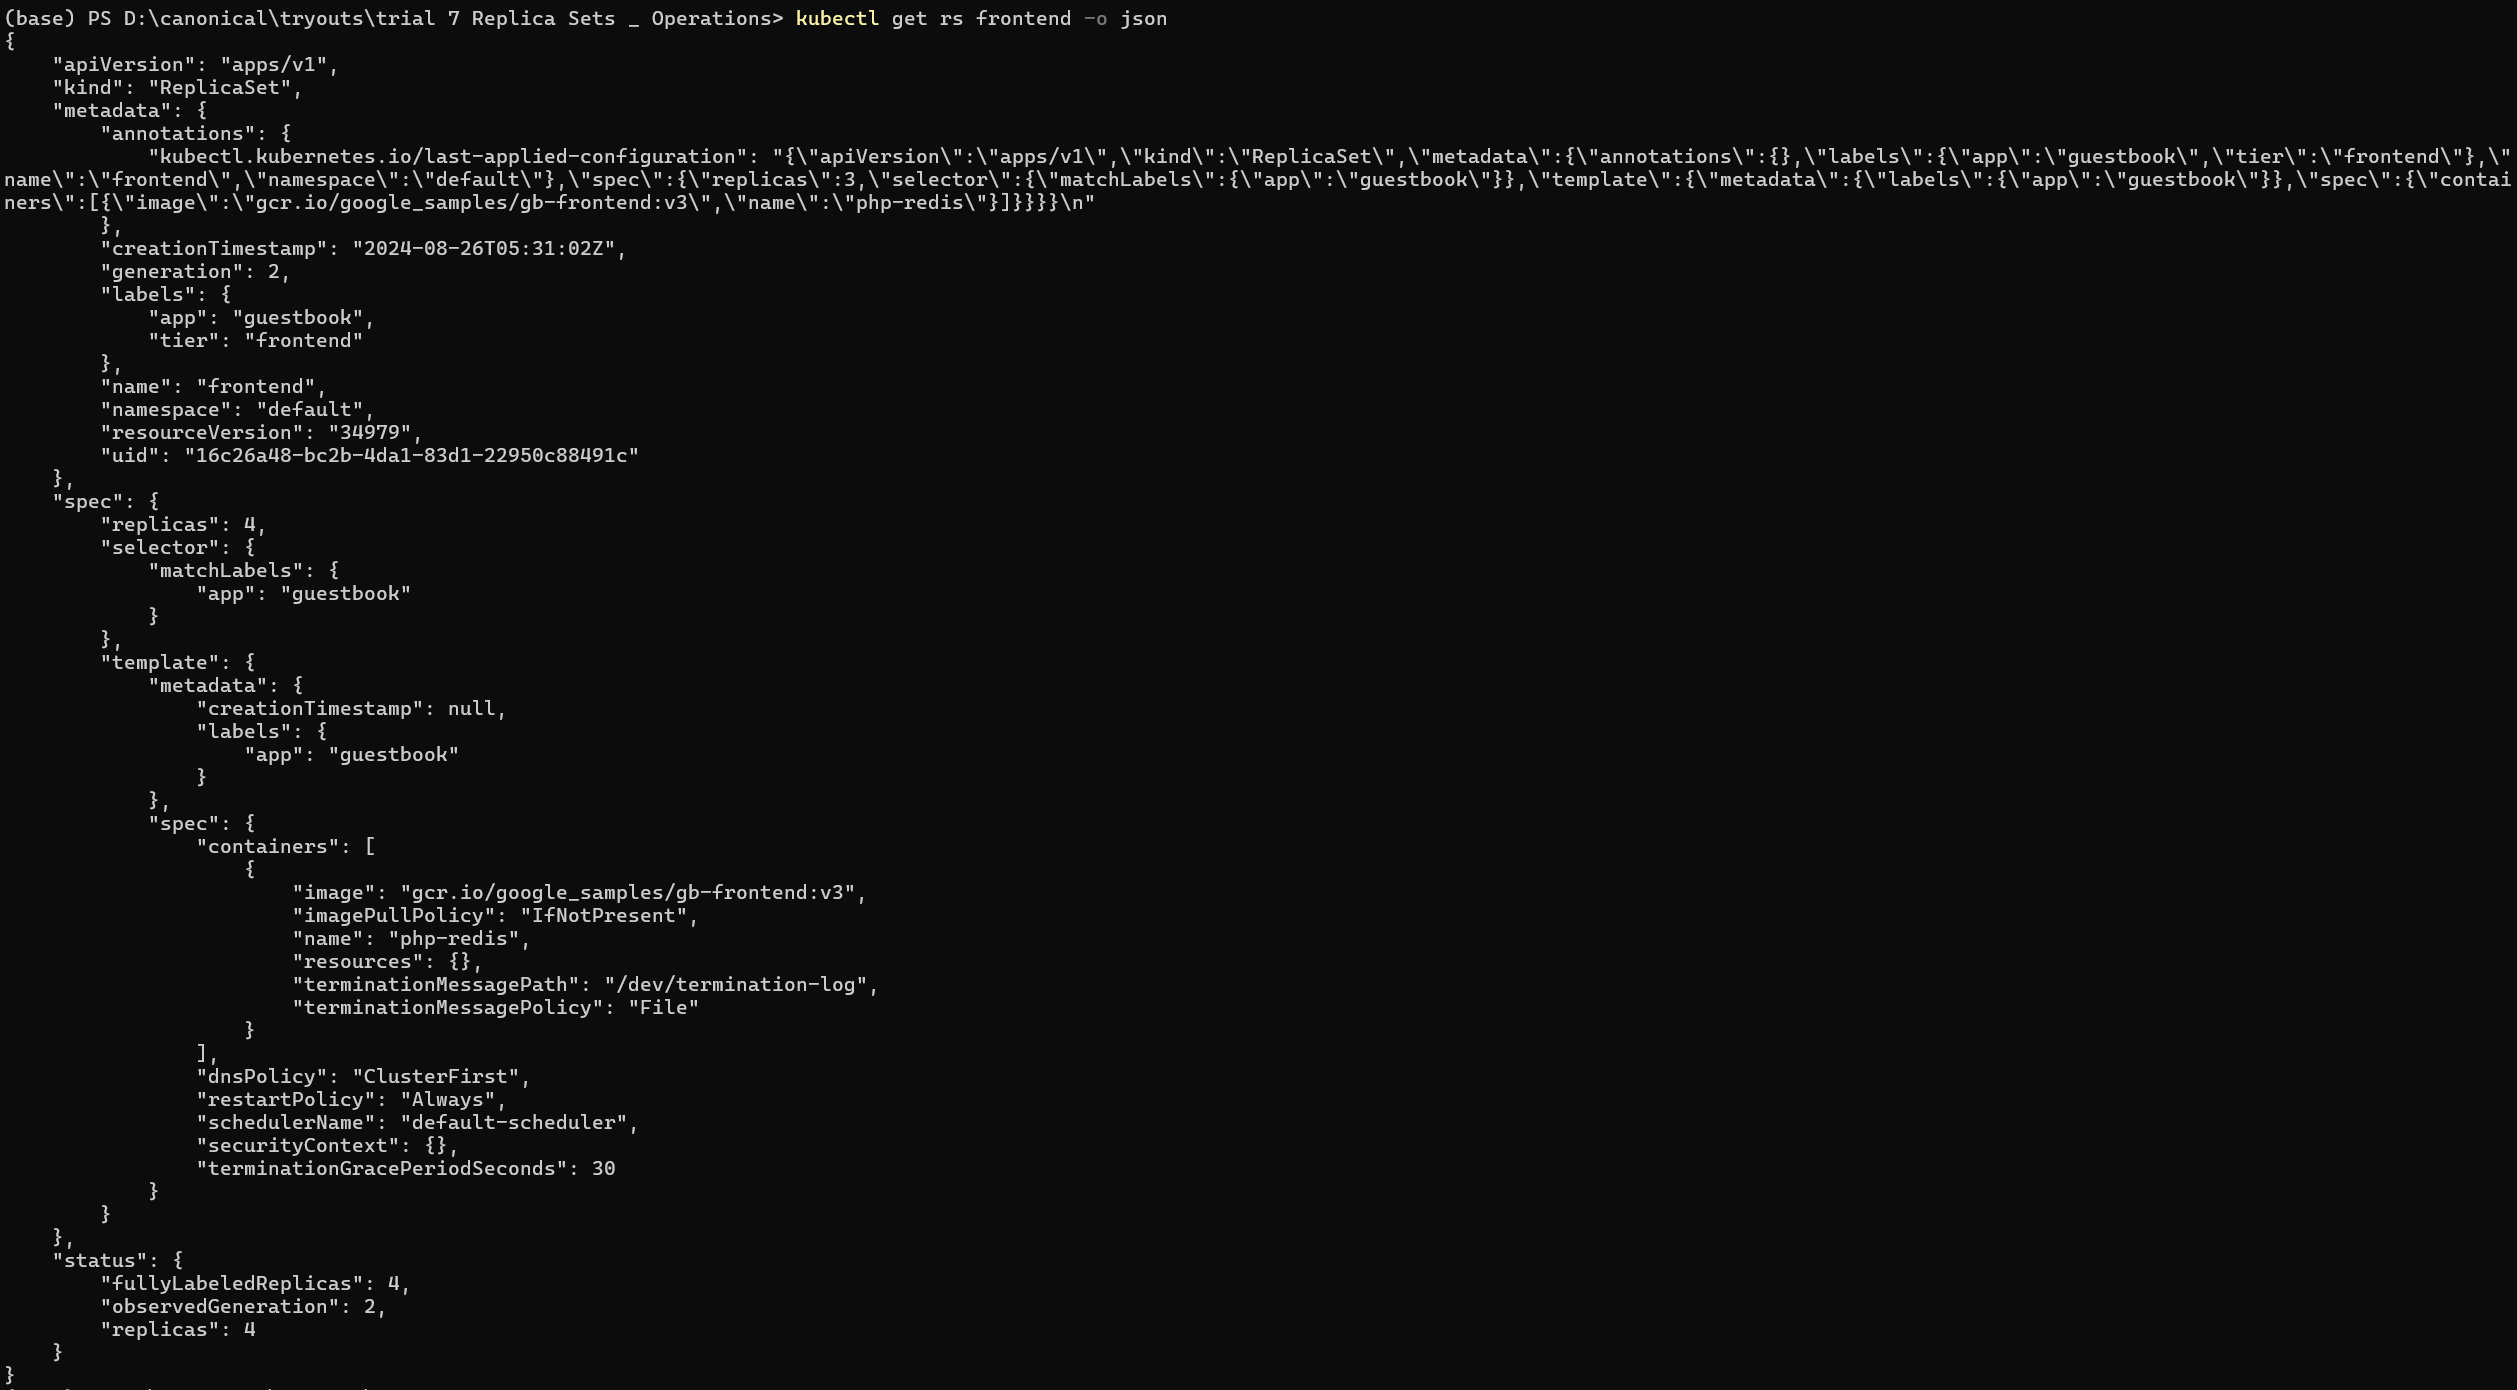 (base) PS D:\canonical\tryouts\trial 7 Replica Sets _ Operations> kubectl get rs frontend -o json
{
    "apiVersion": "apps/v1",
    "kind": "ReplicaSet",
    "metadata": {
        "annotations": {
            "kubectl.kubernetes.io/last-applied-configuration": "{\"apiVersion\":\"apps/v1\",\"kind\":\"ReplicaSet\",\"metadata\":{\"annotations\":{},\"labels\":{\"app\":\"guestbook\",\"tier\":\"frontend\"},\"
name\":\"frontend\",\"namespace\":\"default\"},\"spec\":{\"replicas\":3,\"selector\":{\"matchLabels\":{\"app\":\"guestbook\"}},\"template\":{\"metadata\":{\"labels\":{\"app\":\"guestbook\"}},\"spec\":{\"contai
ners\":[{\"image\":\"gcr.io/google_samples/gb-frontend:v3\",\"name\":\"php-redis\"}]}}}}\n"
        },
        "creationTimestamp": "2024-08-26T05:31:02Z",
        "generation": 2,
        "labels": {
            "app": "guestbook",
            "tier": "frontend"
        },
        "name": "frontend",
        "namespace": "default",
        "resourceVersion": "34979",
        "uid": "16c26a48-bc2b-4da1-83d1-22950c88491c"
    },
    "spec": {
        "replicas": 4,
        "selector": {
            "matchLabels": {
                "app": "guestbook"
            }
        },
        "template": {
            "metadata": {
                "creationTimestamp": null,
                "labels": {
                    "app": "guestbook"
                }
            },
            "spec": {
                "containers": [
                    {
                        "image": "gcr.io/google_samples/gb-frontend:v3",
                        "imagePullPolicy": "IfNotPresent",
                        "name": "php-redis",
                        "resources": {},
                        "terminationMessagePath": "/dev/termination-log",
                        "terminationMessagePolicy": "File"
                    }
                ],
                "dnsPolicy": "ClusterFirst",
                "restartPolicy": "Always",
                "schedulerName": "default-scheduler",
                "securityContext": {},
                "terminationGracePeriodSeconds": 30
            }
        }
    },
    "status": {
        "fullyLabeledReplicas": 4,
        "observedGeneration": 2,
        "replicas": 4
    }
}